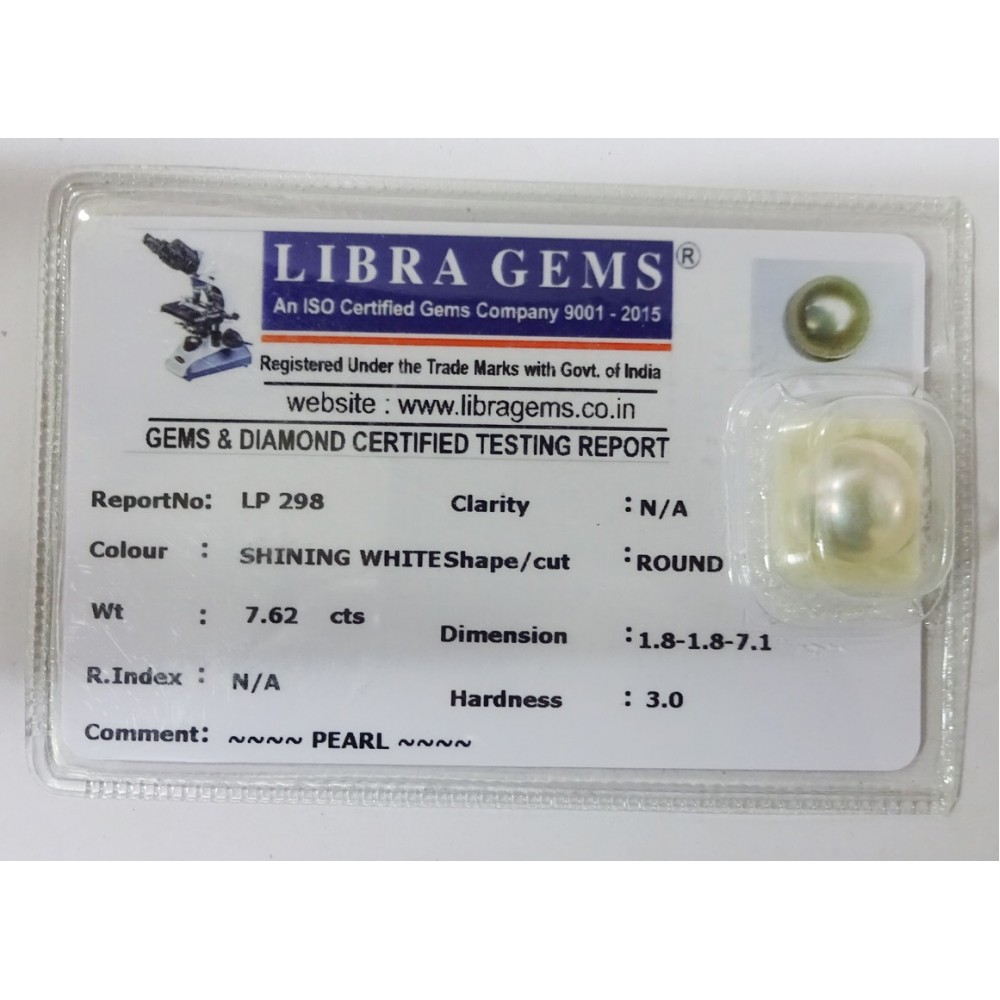 LIBRA GEMS ®
An ISO Certified Gems Company 9001 - 2015
Registered Under the Trade Marks with Govt. of India
website : www.libragems.co.in
GEMS & DIAMOND CERTIFIED TESTING REPORT
ReportNo: LP 298 Clarity : N/A
Colour : SHINING WHITE Shape/cut : ROUND
Wt : 7.62 cts Dimension : 1.8-1.8-7.1
R.Index : N/A Hardness : 3.0
Comment: ~~~~ PEARL ~~~~